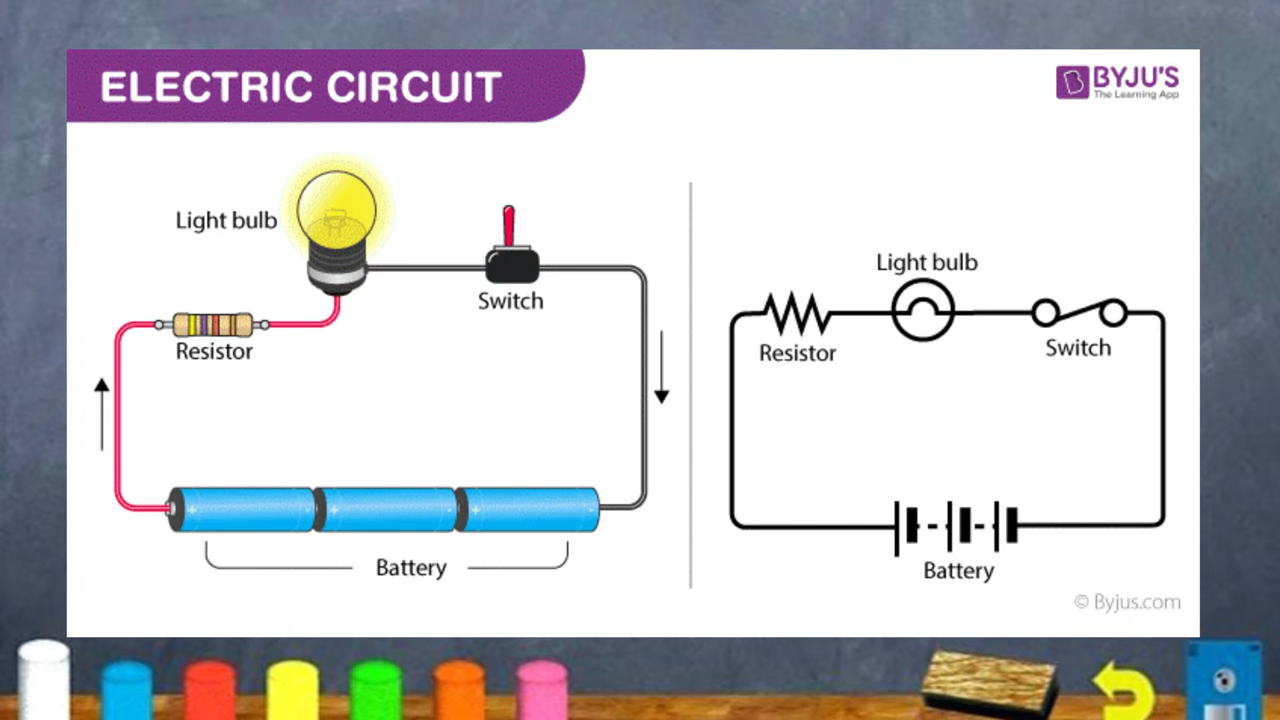 ELECTRIC CIRCUIT
BYJU'S
The Learning App
Light bulb
Switch
Resistor
Battery
Light bulb
Resistor
Switch
Battery
© Byjus.com